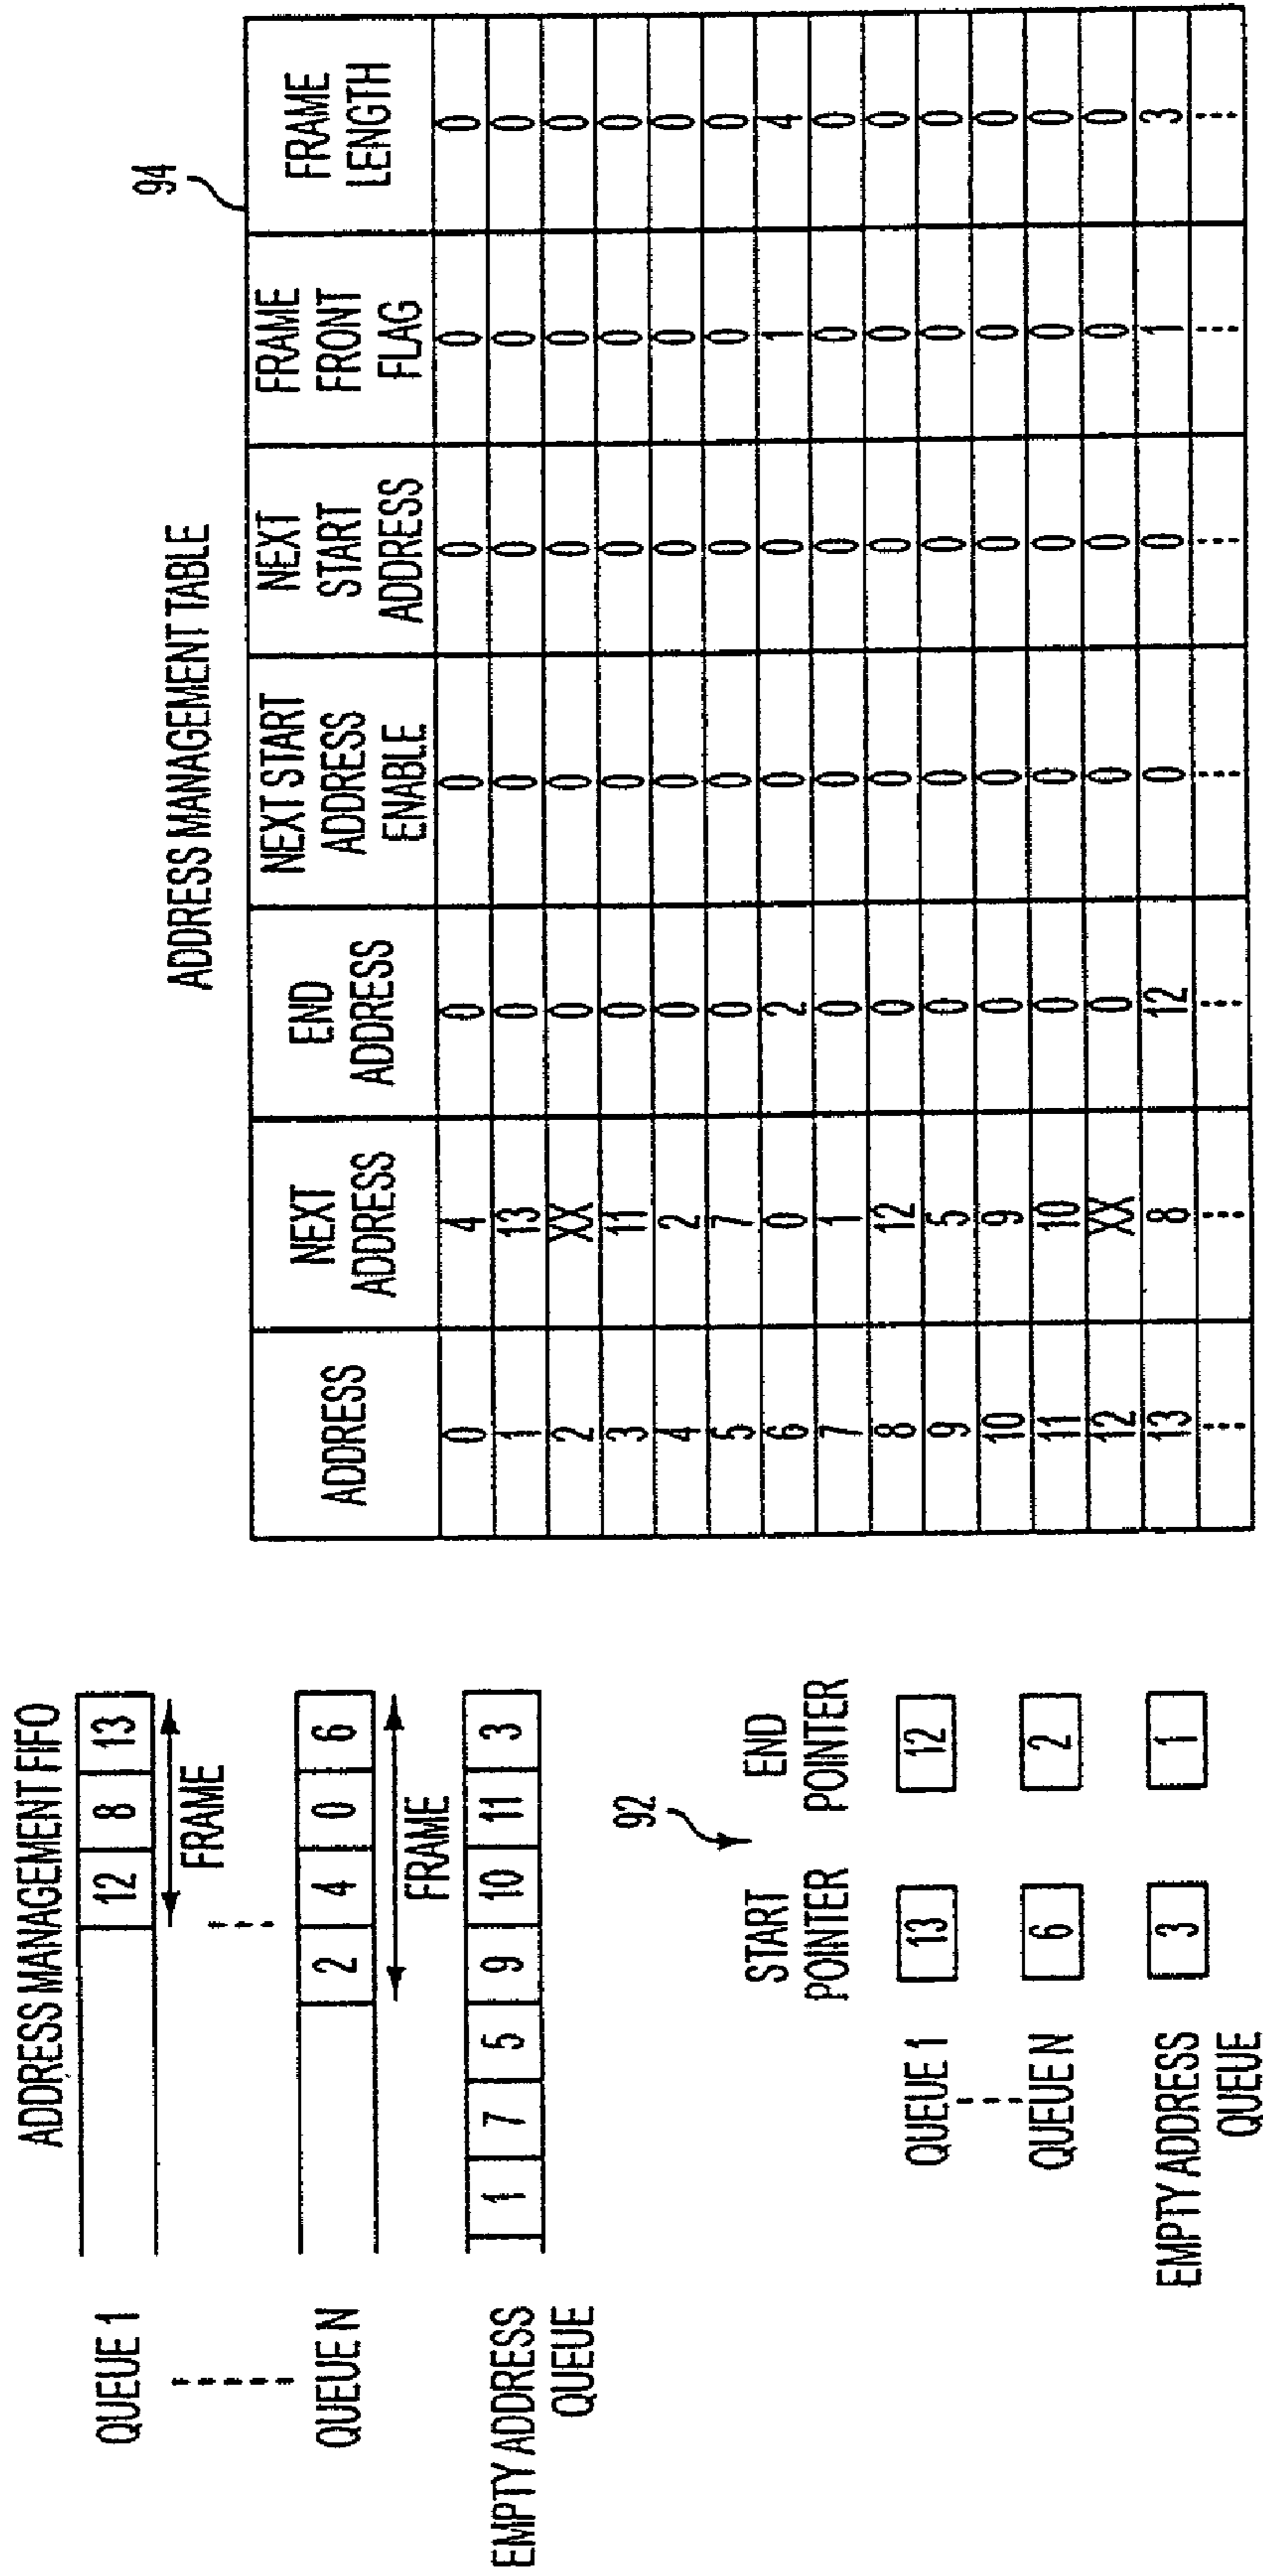 ADDRESS MANAGEMENT FIFO
QUEUE 1
12 8 13
FRAME
QUEUE N
2 4 0 6
FRAME
EMPTY ADDRESS
QUEUE
1 7 5 9 10 11 3
92
START
POINTER
END
POINTER
QUEUE 1 13 12
QUEUE N 6 2
EMPTY ADDRESS
QUEUE
3 1
ADDRESS MANAGEMENT TABLE
94
ADDRESS
NEXT
ADDRESS
END
ADDRESS
NEXT START
ADDRESS
ENABLE
NEXT
START
ADDRESS
FRAME
FRONT
FLAG
FRAME
LENGTH
0 4 0 0 0 0 0
1 13 0 0 0 0 0
2 XX 0 0 0 0 0
3 11 0 0 0 0 0
4 2 0 0 0 0 0
5 7 0 0 0 0 0
6 0 2 0 0 1 4
7 1 0 0 0 0 0
8 12 0 0 0 0 0
9 5 0 0 0 0 0
10 9 0 0 0 0 0
11 10 0 0 0 0 0
12 XX 0 0 0 0 0
13 8 12 0 0 1 3